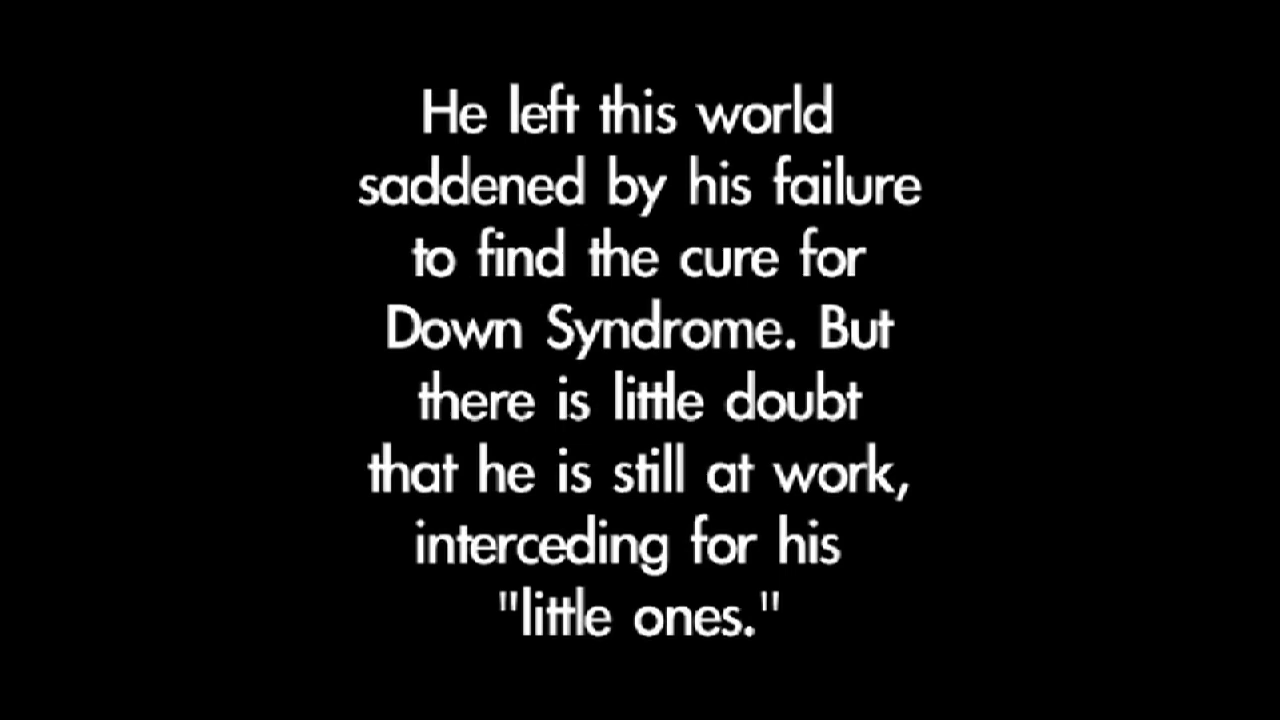 He left this world
saddened by his failure
to find the cure for
Down Syndrome. But
there is little doubt
that he is still at work,
interceding for his
"little ones."